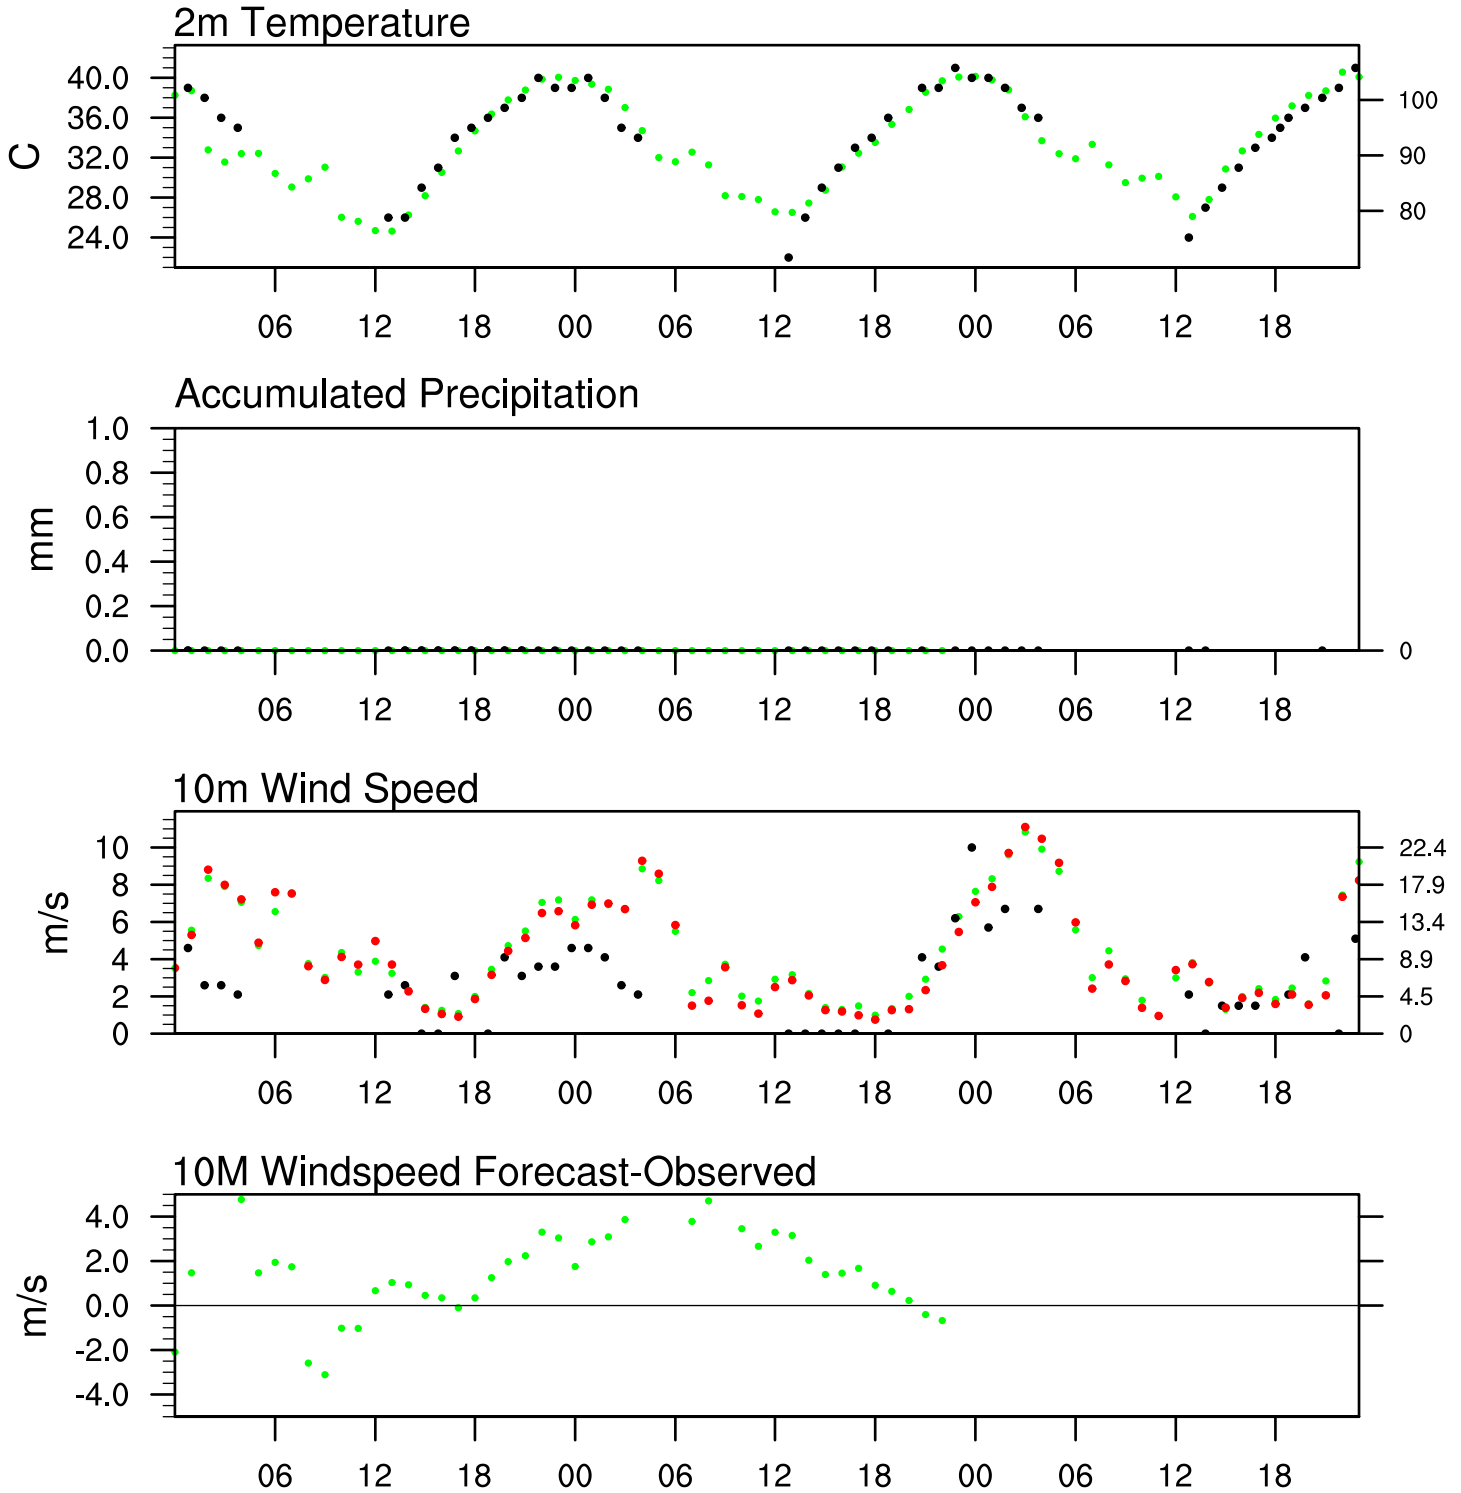 2m Temperature
40.0
36.0
32.0
28.0
24.0
C
100
90
80
06 12 18 00 06 12 18 00 06 12 18
Accumulated Precipitation
1.0
0.8
0.6
0.4
0.2
0.0
mm
0
06 12 18 00 06 12 18 00 06 12 18
10m Wind Speed
10
8
6
4
2
0
m/s
22.4
17.9
13.4
8.9
4.5
0
06 12 18 00 06 12 18 00 06 12 18
10M Windspeed Forecast-Observed
4.0
2.0
0.0
-2.0
-4.0
m/s
06 12 18 00 06 12 18 00 06 12 18